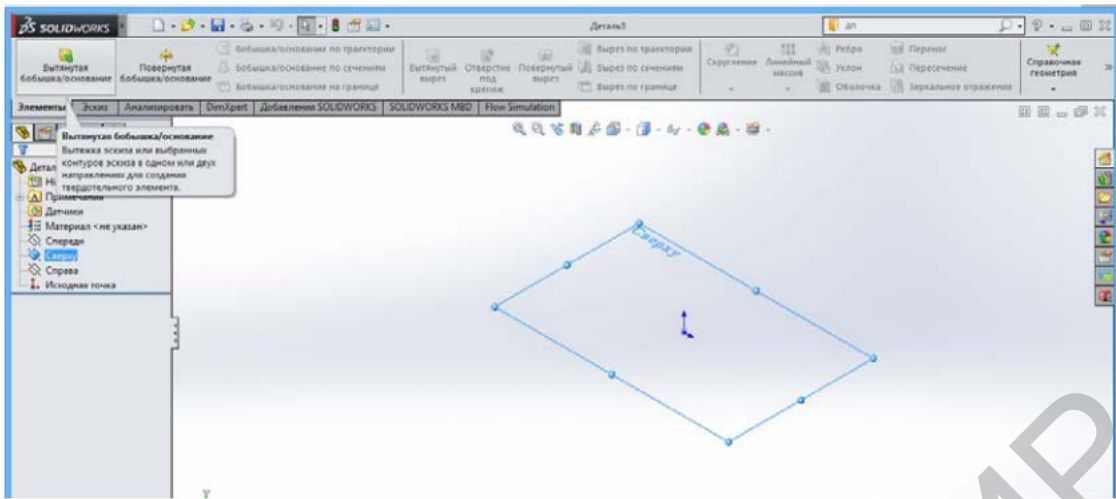 SOLIDWORKS
Деталь3
дп
Вытянутая бобышка/основание
Повернутая бобышка/основание
Бобышка/основание по траектории
Бобышка/основание по сечениям
Бобышка/основание на границе
Вытянутый вырез
Отверстие под крепеж
Повернутый вырез
Вырез по траектории
Вырез по сечениям
Вырез по границе
Скругление
Линейный массив
Ребро
Уклон
Оболочка
Перенос
Пересечение
Зеркальное отражение
Справочная геометрия
Элементы
Эскиз
Анализировать
DimXpert
Добавления SOLIDWORKS
SOLIDWORKS MBD
Flow Simulation
Вытянутая бобышка/основание
Вытяжка эскиза или выбранных
контуров эскиза в одном или двух
направлениях для создания
твердотельного элемента.
Детал
Hi
Примечания
Датчики
Материал <не указан>
Спереди
Сверху
Справа
Исходная точка
Сверху
Y
МР